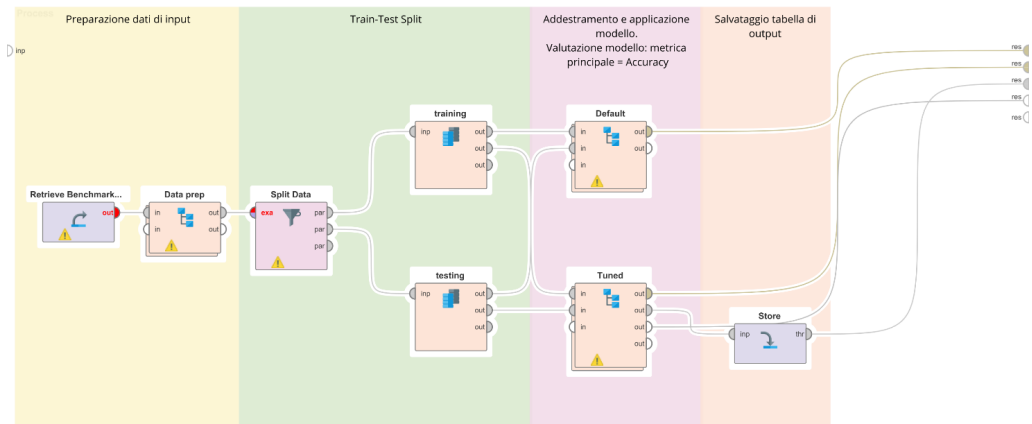 Process
Preparazione dati di input
Train-Test Split
Addestramento e applicazione
modello.
Valutazione modello: metrica
principale = Accuracy
Salvataggio tabella di
output
inp
res
res
res
res
res
training
inp
out
out
out
Default
in
in
in
out
out
Retrieve Benchmark...
out
Data prep
in
in
out
out
Split Data
exa
par
par
par
testing
inp
out
out
out
Tuned
in
in
in
out
out
out
out
Store
inp
thr